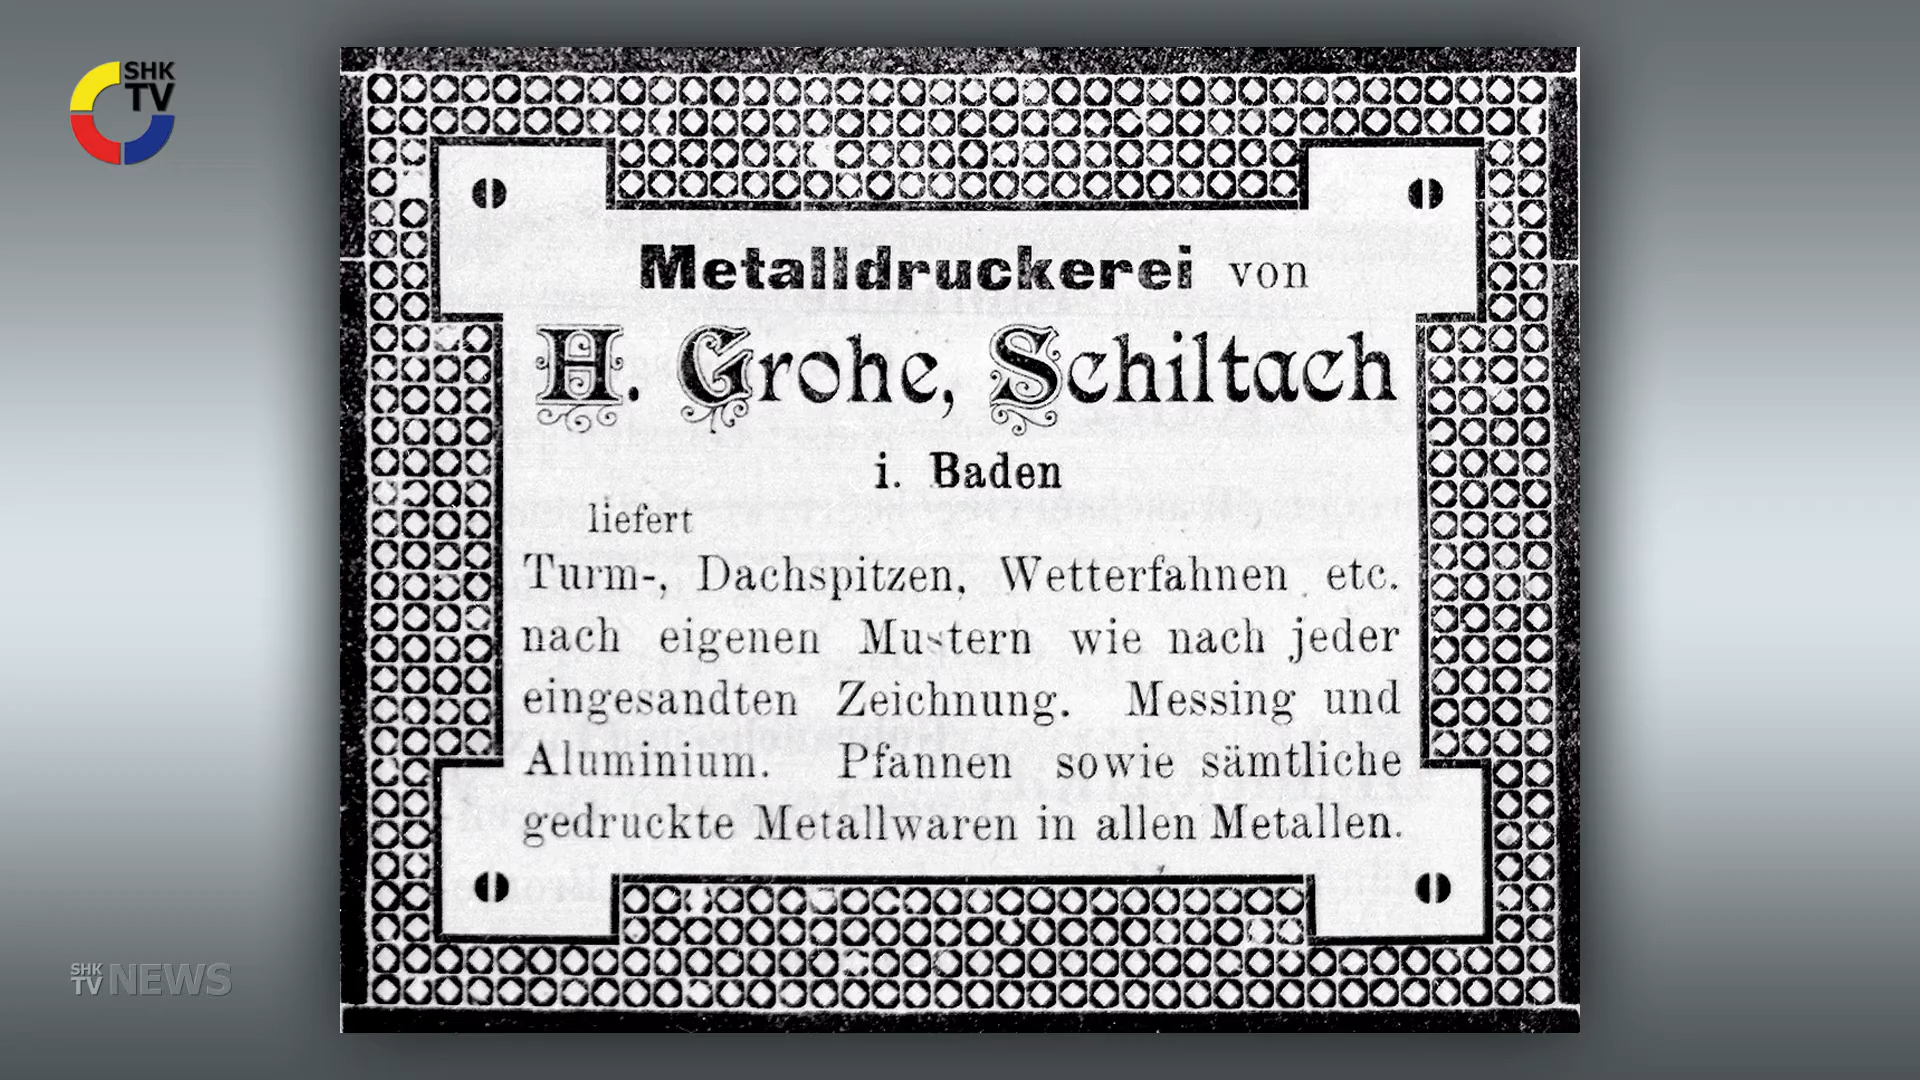 SHK
TV
Metalldruckerei von
H. Grohe, Schiltach
i. Baden
liefert
Turm-, Dachspitzen, Wetterfahnen etc.
nach eigenen Mustern wie nach jeder
eingesandten Zeichnung. Messing und
Aluminium. Pfannen sowie sämtliche
gedruckte Metallwaren in allen Metallen.
SHK
TV NEWS